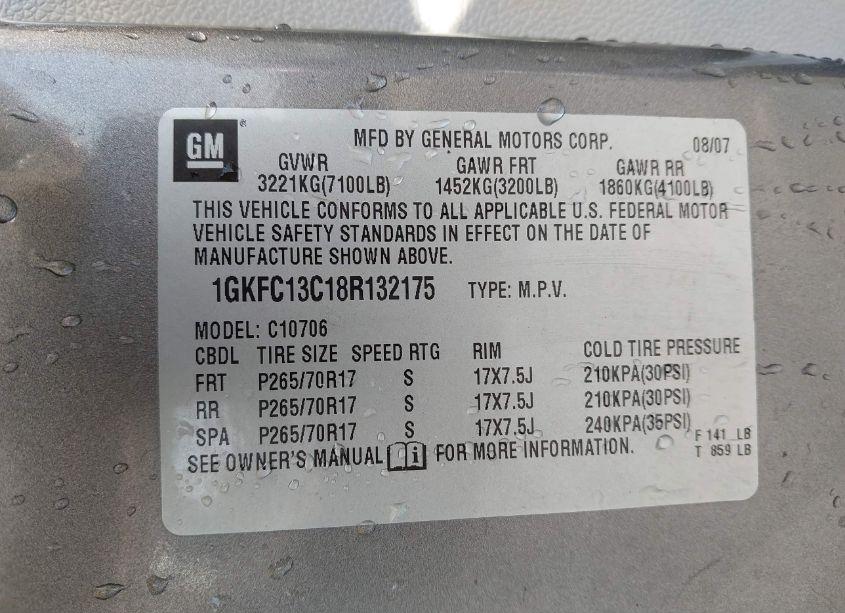 GM ®
MFD BY GENERAL MOTORS CORP. 08/07
GVWR GAWR FRT GAWR RR
3221KG(7100LB) 1452KG(3200LB) 1860KG(4100LB)
THIS VEHICLE CONFORMS TO ALL APPLICABLE U.S. FEDERAL MOTOR
VEHICLE SAFETY STANDARDS IN EFFECT ON THE DATE OF
MANUFACTURE SHOWN ABOVE.
1GKFC13C18R132175 TYPE: M.P.V.
MODEL: C10706
CBDL TIRE SIZE SPEED RTG RIM COLD TIRE PRESSURE
FRT P265/70R17 S 17X7.5J 210KPA(30PSI)
RR P265/70R17 S 17X7.5J 210KPA(30PSI)
SPA P265/70R17 S 17X7.5J 240KPA(35PSI)
F 141 LB
T 859 LB
SEE OWNER'S MANUAL i FOR MORE INFORMATION.